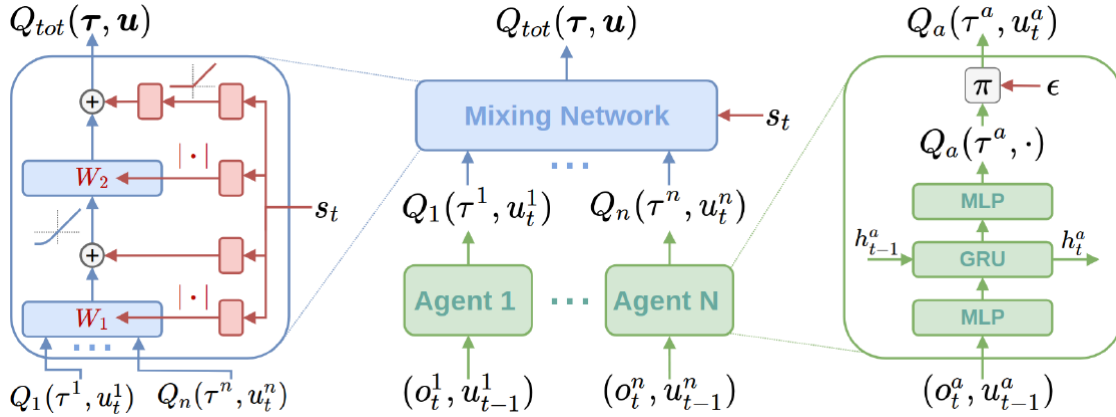 Q_{tot}(τ, u)
|·|
W_2
s_t
|·|
W_1
Q_1(τ^1, u_t^1)
Q_n(τ^n, u_t^n)
Q_{tot}(τ, u)
Mixing Network
s_t
Q_1(τ^1, u_t^1)
Q_n(τ^n, u_t^n)
Agent 1
Agent N
(o_t^1, u_{t-1}^1)
(o_t^n, u_{t-1}^n)
Q_a(τ^a, u_t^a)
π
ϵ
Q_a(τ^a, ·)
MLP
h_{t-1}^a
GRU
h_t^a
MLP
(o_t^a, u_{t-1}^a)